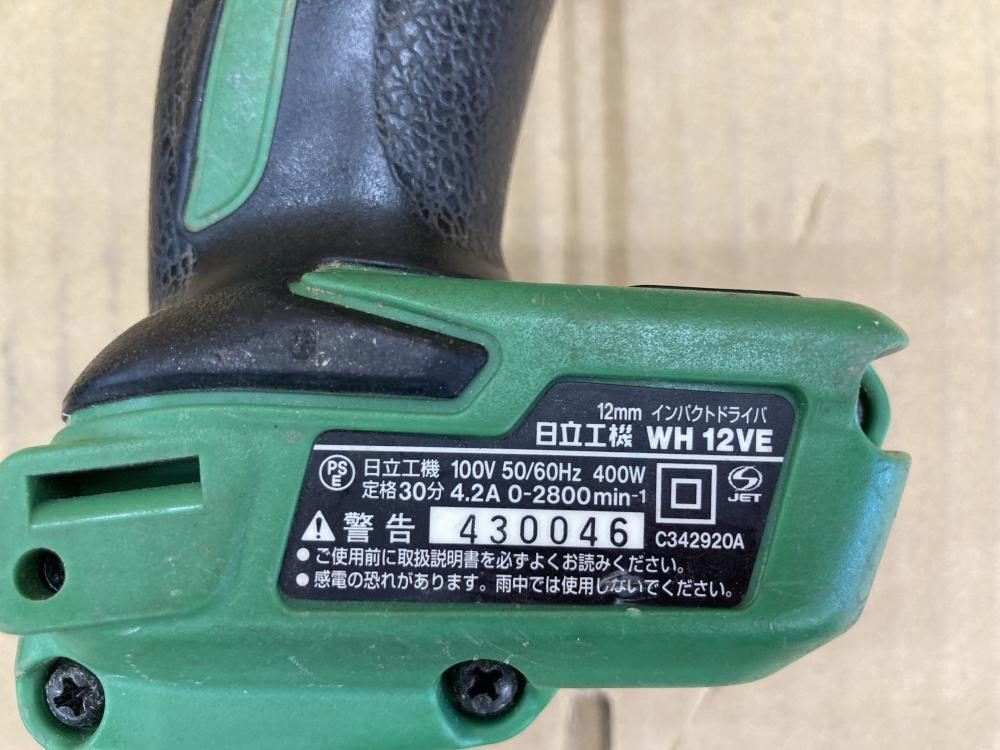 12mm インパクトドライバ
日立工機 WH 12VE
PS E 日立工機 100V 50/60Hz 400W
定格30分 4.2A 0-2800min-1
JET
警告 430046 C342920A
●ご使用前に取扱説明書を必ずよくお読みください。
●感電の恐れがあります。雨中では使用しないでください。